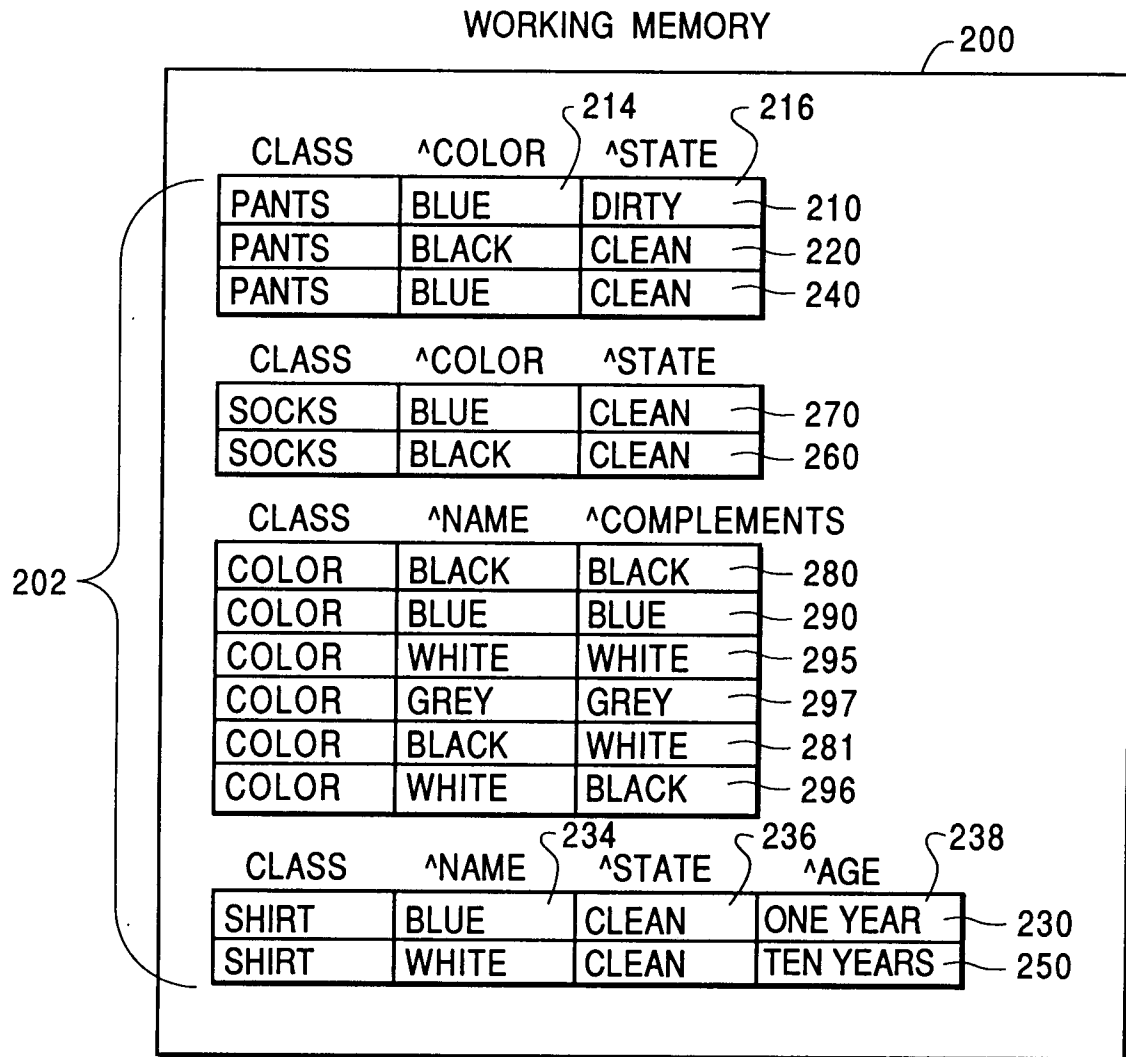 WORKING MEMORY
200
214 216
CLASS ^COLOR ^STATE
PANTS BLUE DIRTY 210
PANTS BLACK CLEAN 220
PANTS BLUE CLEAN 240
CLASS ^COLOR ^STATE
SOCKS BLUE CLEAN 270
SOCKS BLACK CLEAN 260
CLASS ^NAME ^COMPLEMENTS
202
COLOR BLACK BLACK 280
COLOR BLUE BLUE 290
COLOR WHITE WHITE 295
COLOR GREY GREY 297
COLOR BLACK WHITE 281
COLOR WHITE BLACK 296
234 236 238
CLASS ^NAME ^STATE ^AGE
SHIRT BLUE CLEAN ONE YEAR 230
SHIRT WHITE CLEAN TEN YEARS 250